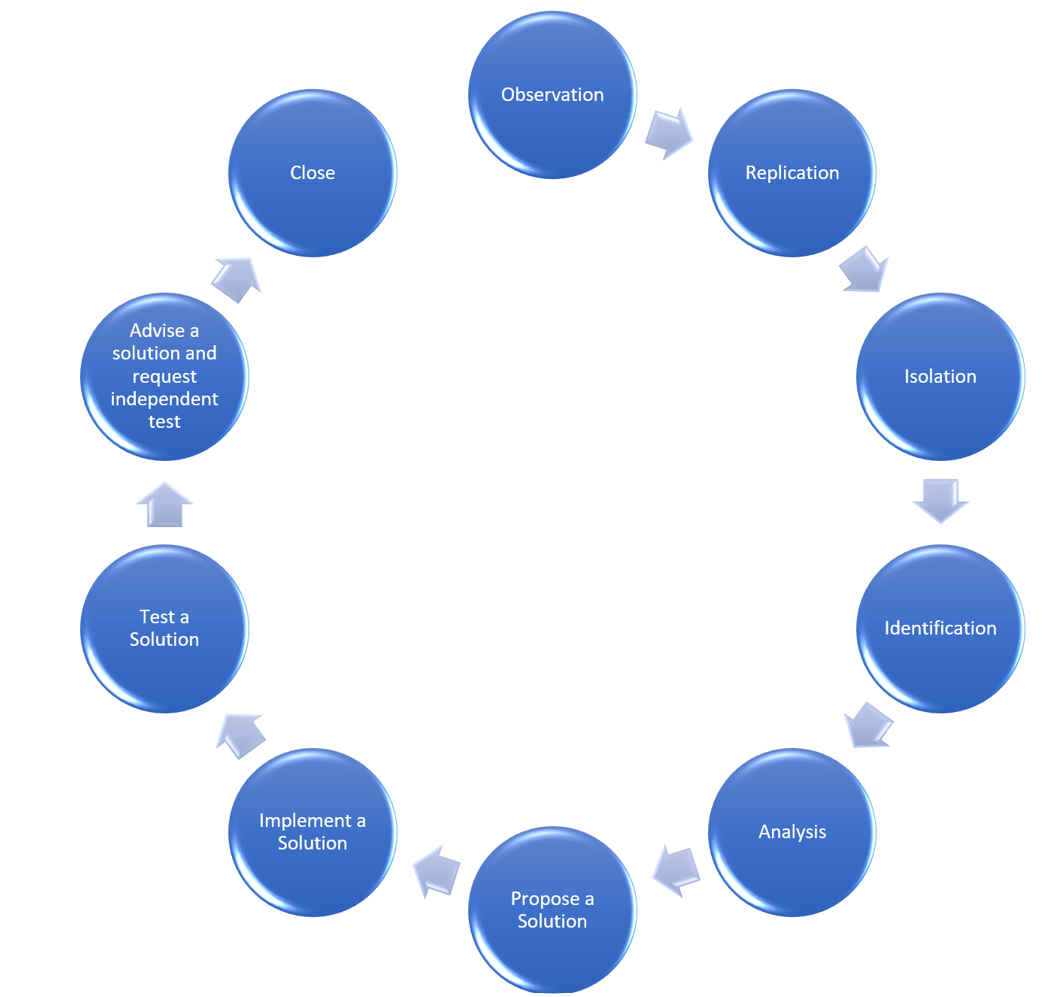 Observation
Replication
Isolation
Identification
Analysis
Propose a
Solution
Implement a
Solution
Test a
Solution
Advise a
solution and
request
independent
test
Close